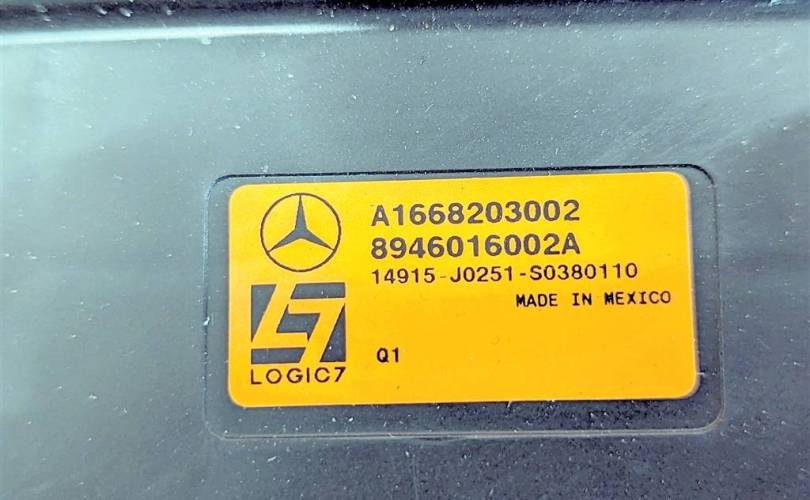 A1668203002
8946016002A
14915-J0251-S0380110
MADE IN MEXICO
Q1
LOGIC7